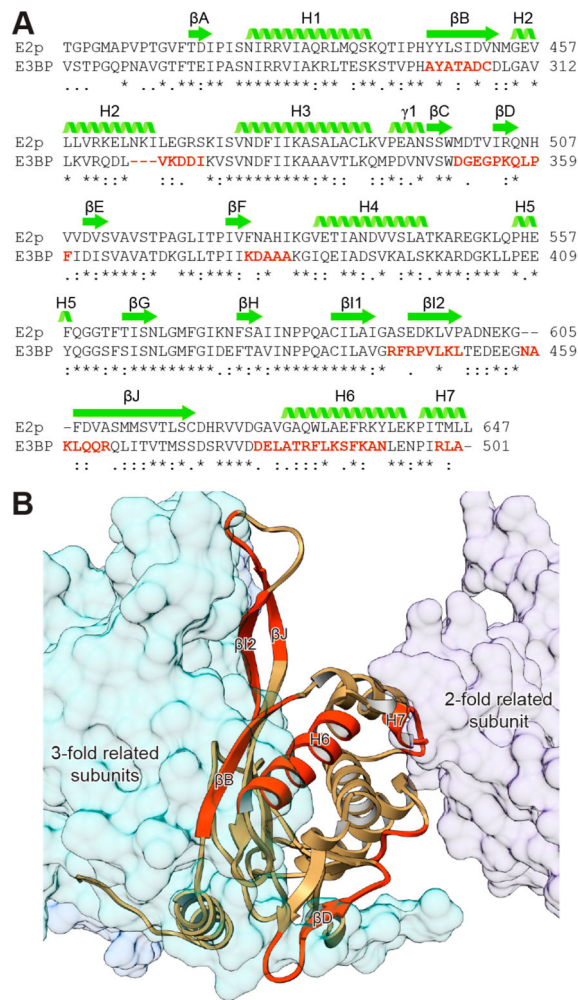 A
βA H1 βB H2
E2p TGPGMAPVPTGVFTDIPISNIRRVIAQRLMQSKQTIPHYYLSIDVNMGEV 457
E3BP VSTPGQPNAVGTFTEIPASNIRRVIAKRLTESKSTVPHAYATADCDLGAV 312
H2 H3 γ1 βC βD
E2p LLVRKELNKILEGRSKISVNDFIIKASALACLKVPEANSSWMDTVIRQNH 507
E3BP LKVRQDL---VKDDIKVSVNDFIIKAAAVTLKQMPDVNVSWDGEGPKQLP 359
βE βF H4 H5
E2p VVDVSVAVSTPAGLITPIVFNAHIKGVETIANDVVSLATKAREGKLQPHE 557
E3BP FIDISVAVATDKGLLTPIIKDAAAKGIQEIADSVKALSKKARDGKLLPEE 409
H5 βG βH βI1 βI2
E2p FQGGTFTISNLGMFGIKNFSAIINPPQACILAIGASEDKLVPADNEKG-- 605
E3BP YQGGSFSISNLGMFGIDEFTAVINPPQACILAVGRFRPVLKLTEDEEGNA 459
βJ H6 H7
E2p -FDVASMMSVTLSCDHRVVDGAVGAQWLAEFRKYLEKPITMLL 647
E3BP KLQQRQLITVTMSSDSRVVDDELATRFLKSFKANLENPIRLA- 501
B
βJ
βI2
2-fold related
subunit
H7
H6
3-fold related
subunits
βB
βD